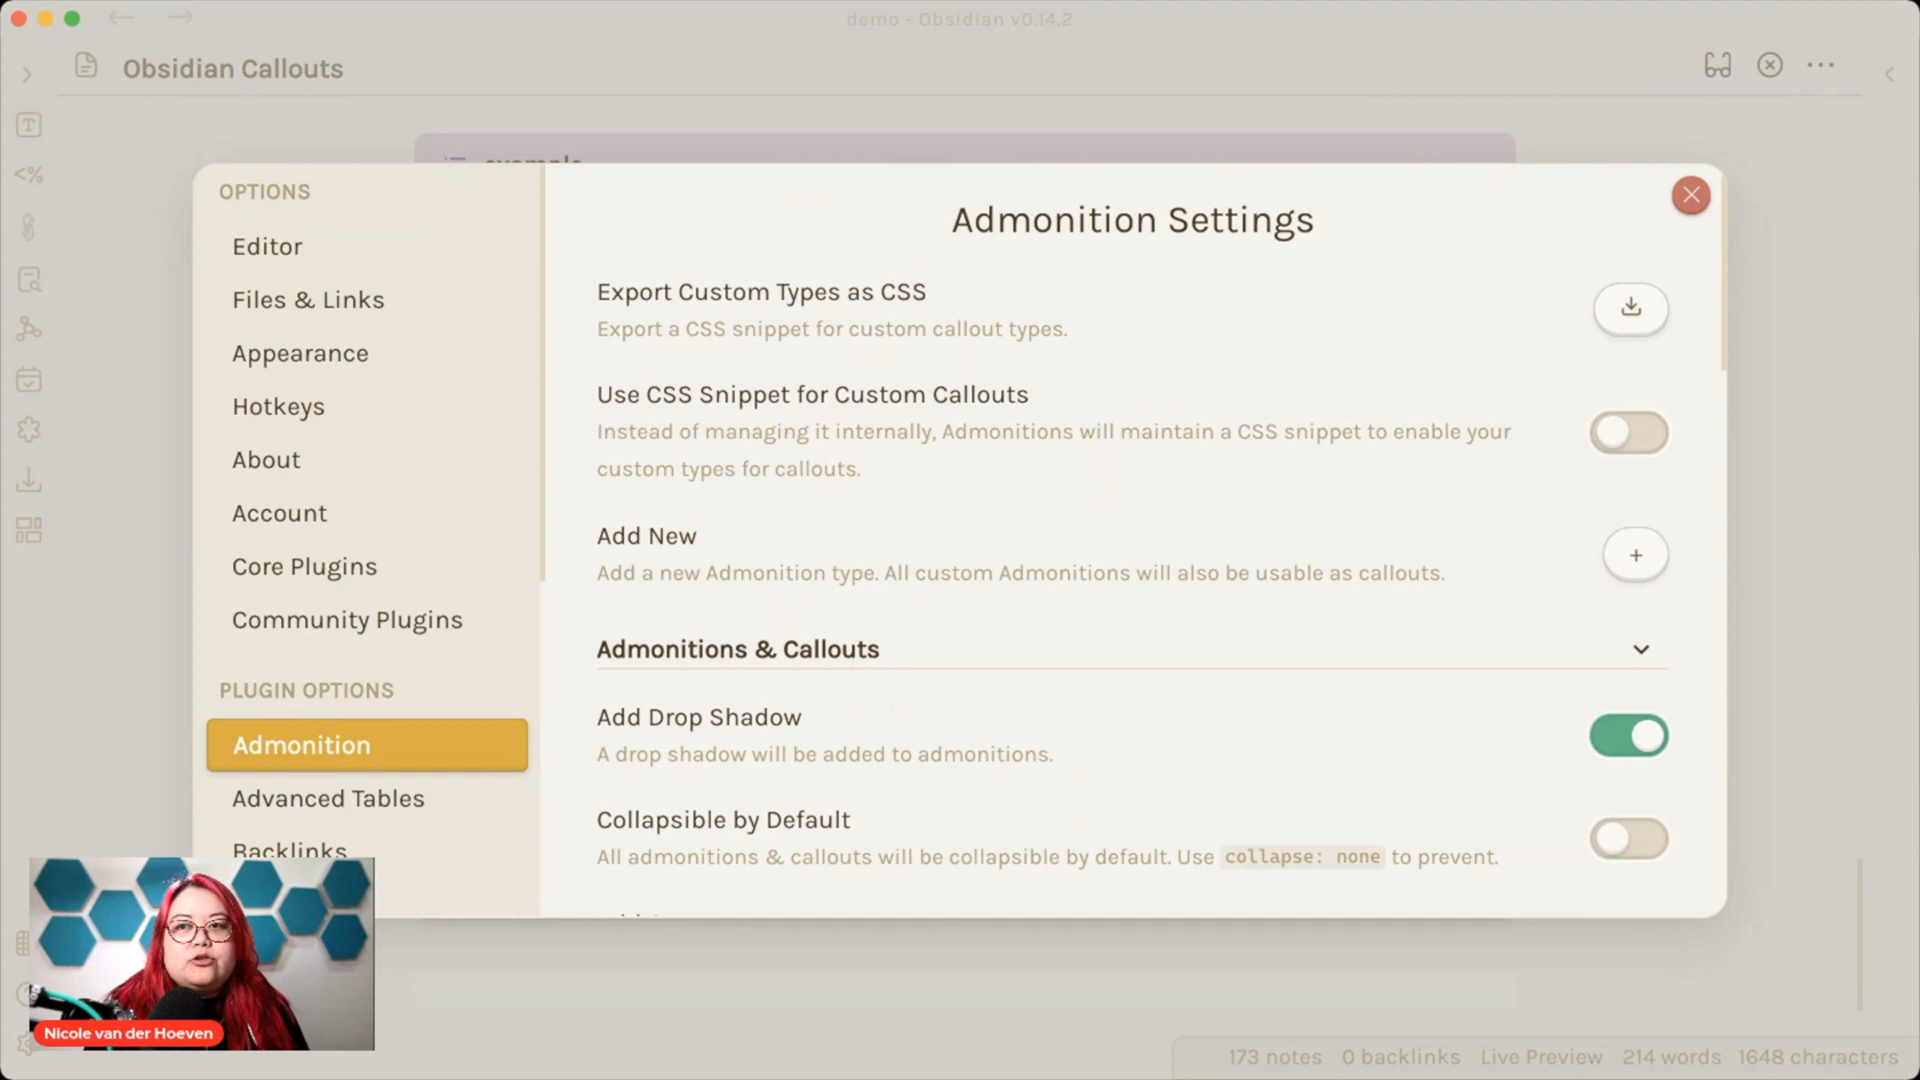 demo - Obsidian v0.14.2
Obsidian Callouts
example
OPTIONS
Editor
Files & Links
Appearance
Hotkeys
About
Account
Core Plugins
Community Plugins
PLUGIN OPTIONS
Admonition
Advanced Tables
Backlinks
Admonition Settings
Export Custom Types as CSS
Export a CSS snippet for custom callout types.
Use CSS Snippet for Custom Callouts
Instead of managing it internally, Admonitions will maintain a CSS snippet to enable your
custom types for callouts.
Add New
Add a new Admonition type. All custom Admonitions will also be usable as callouts.
Admonitions & Callouts
Add Drop Shadow
A drop shadow will be added to admonitions.
Collapsible by Default
All admonitions & callouts will be collapsible by default. Use collapse: none to prevent.
Nicole van der Hoeven
173 notes 0 backlinks Live Preview 214 words 1648 characters